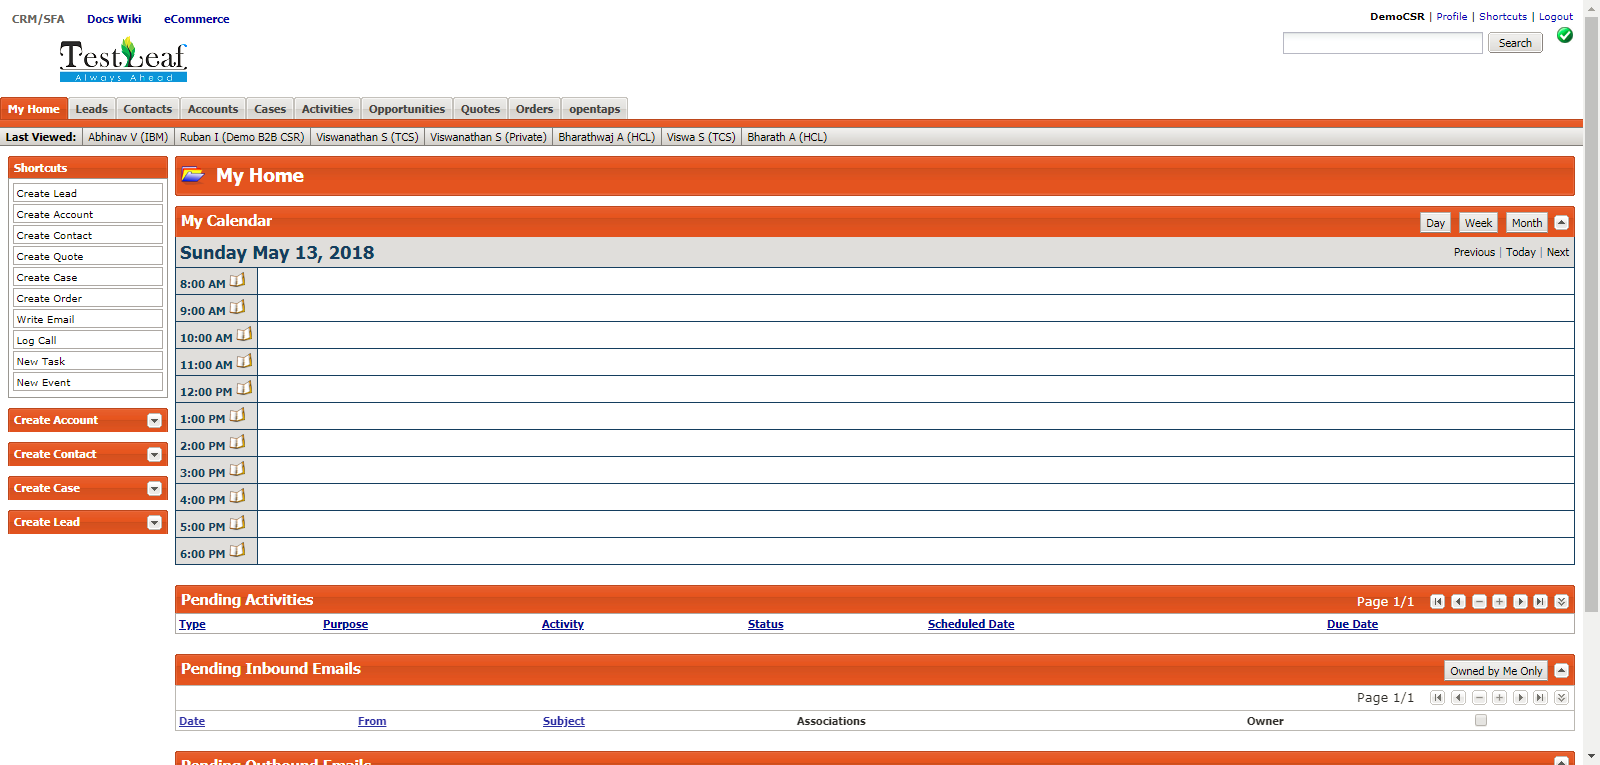 CRM/SFA Docs Wiki eCommerce
DemoCSR | Profile | Shortcuts | Logout
TestLeaf
Always Ahead
Search
My Home Leads Contacts Accounts Cases Activities Opportunities Quotes Orders opentaps
Last Viewed: Abhinav V (IBM) Ruban I (Demo B2B CSR) Viswanathan S (TCS) Viswanathan S (Private) Bharathwaj A (HCL) Viswa S (TCS) Bharath A (HCL)
Shortcuts
Create Lead
Create Account
Create Contact
Create Quote
Create Case
Create Order
Write Email
Log Call
New Task
New Event
Create Account
Create Contact
Create Case
Create Lead
My Home
My Calendar Day Week Month
Sunday May 13, 2018 Previous | Today | Next
8:00 AM
9:00 AM
10:00 AM
11:00 AM
12:00 PM
1:00 PM
2:00 PM
3:00 PM
4:00 PM
5:00 PM
6:00 PM
Pending Activities Page 1/1
Type Purpose Activity Status Scheduled Date Due Date
Pending Inbound Emails Owned by Me Only
Page 1/1
Date From Subject Associations Owner
Pending Outbound Emails